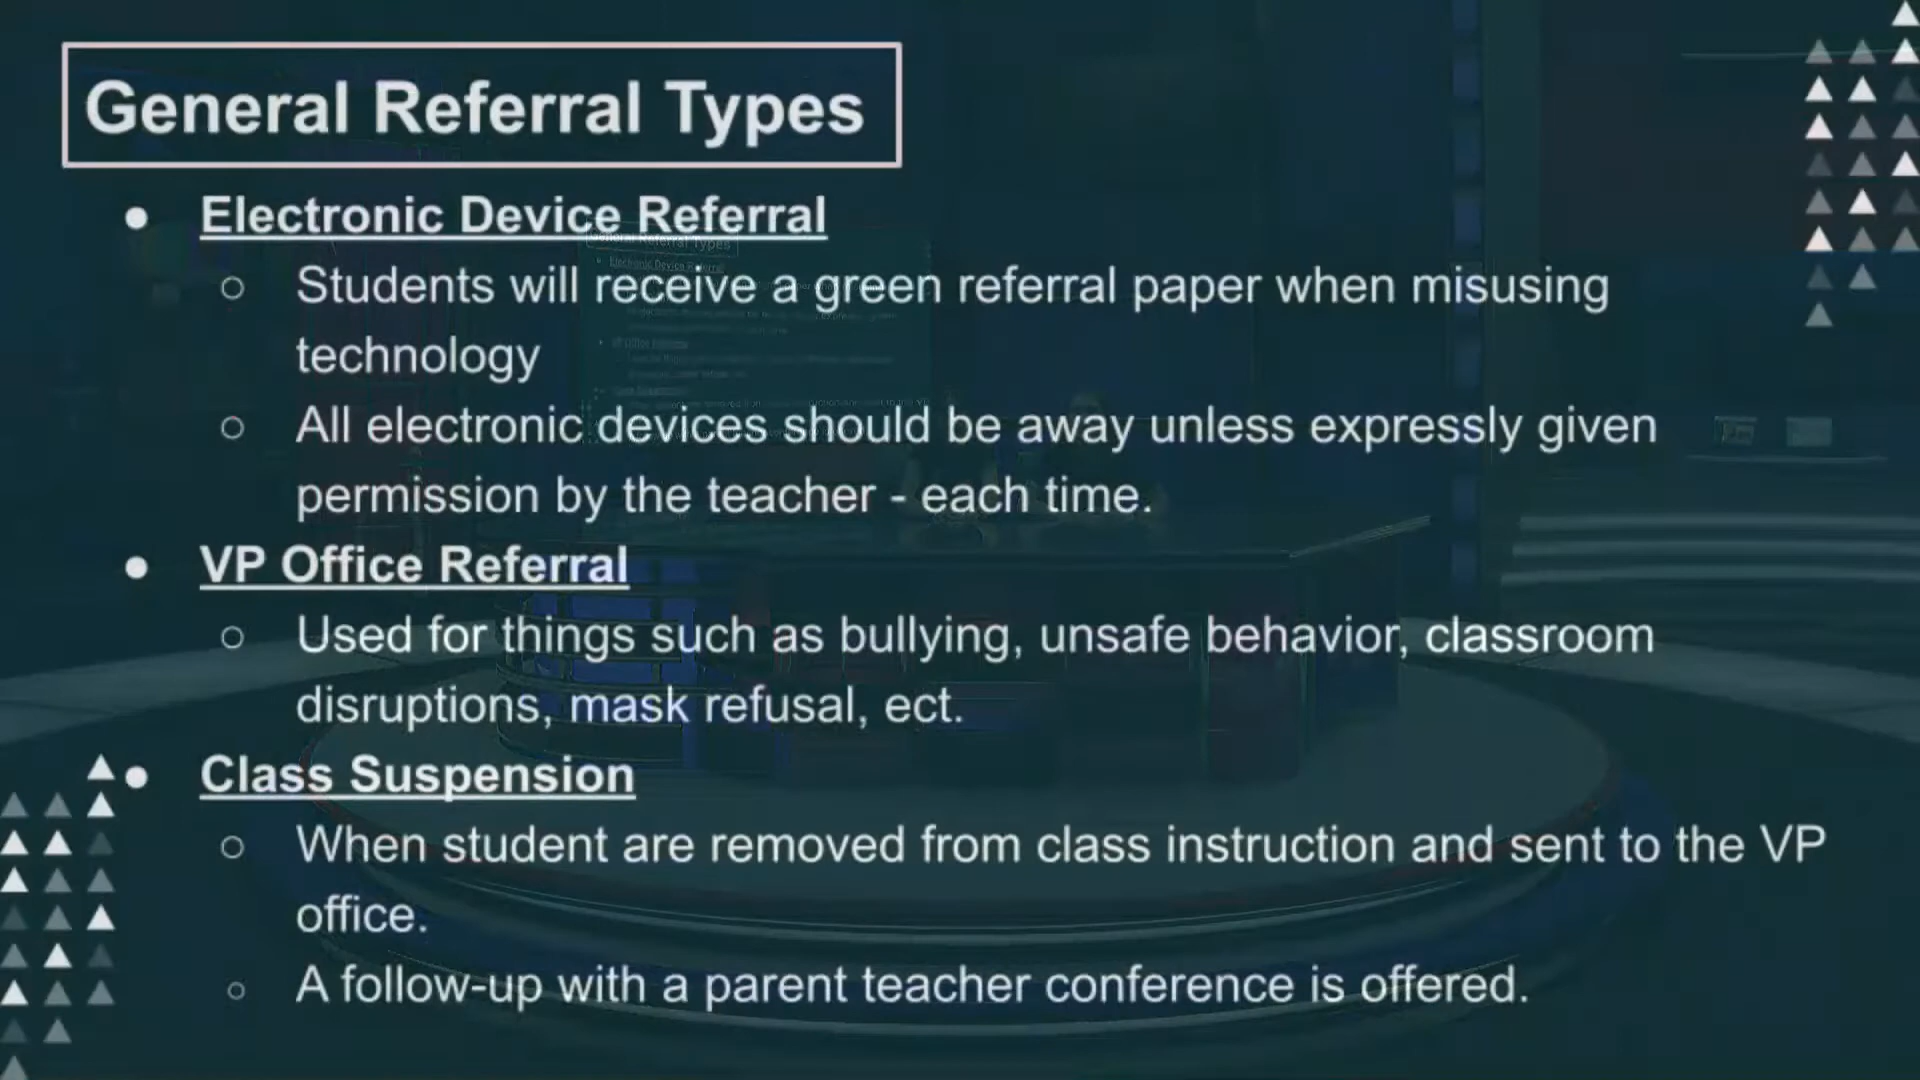 General Referral Types
● Electronic Device Referral
○ Students will receive a green referral paper when misusing
technology
○ All electronic devices should be away unless expressly given
permission by the teacher - each time.
● VP Office Referral
○ Used for things such as bullying, unsafe behavior, classroom
disruptions, mask refusal, ect.
● Class Suspension
○ When student are removed from class instruction and sent to the VP
office.
○ A follow-up with a parent teacher conference is offered.